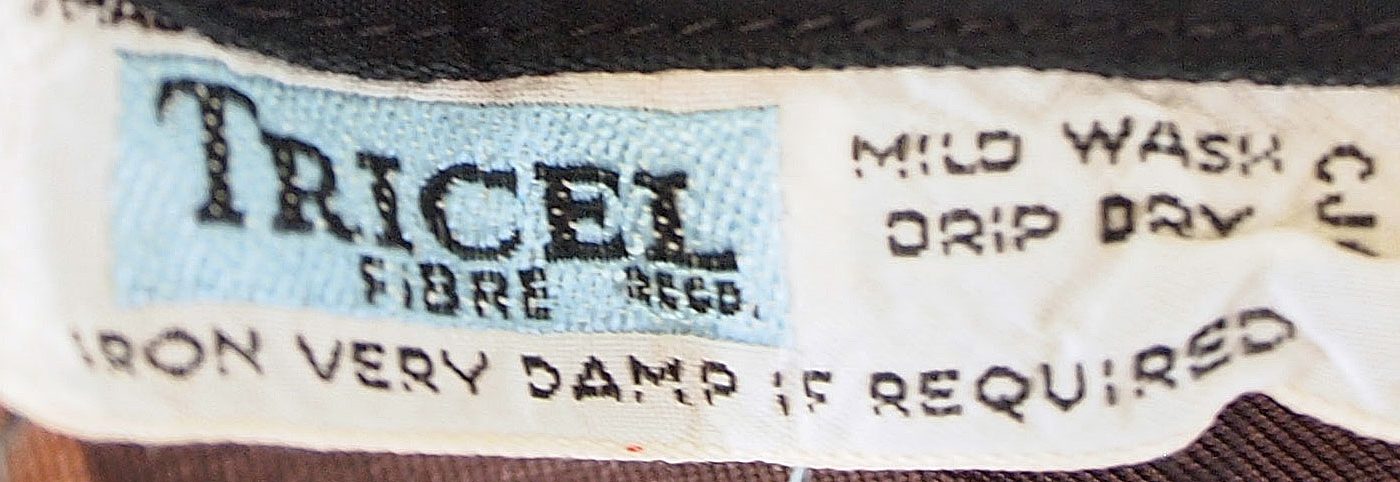 TRICEL
FIBRE REGD.
MILD WASH
DRIP DRY
IRON VERY DAMP IF REQUIRED